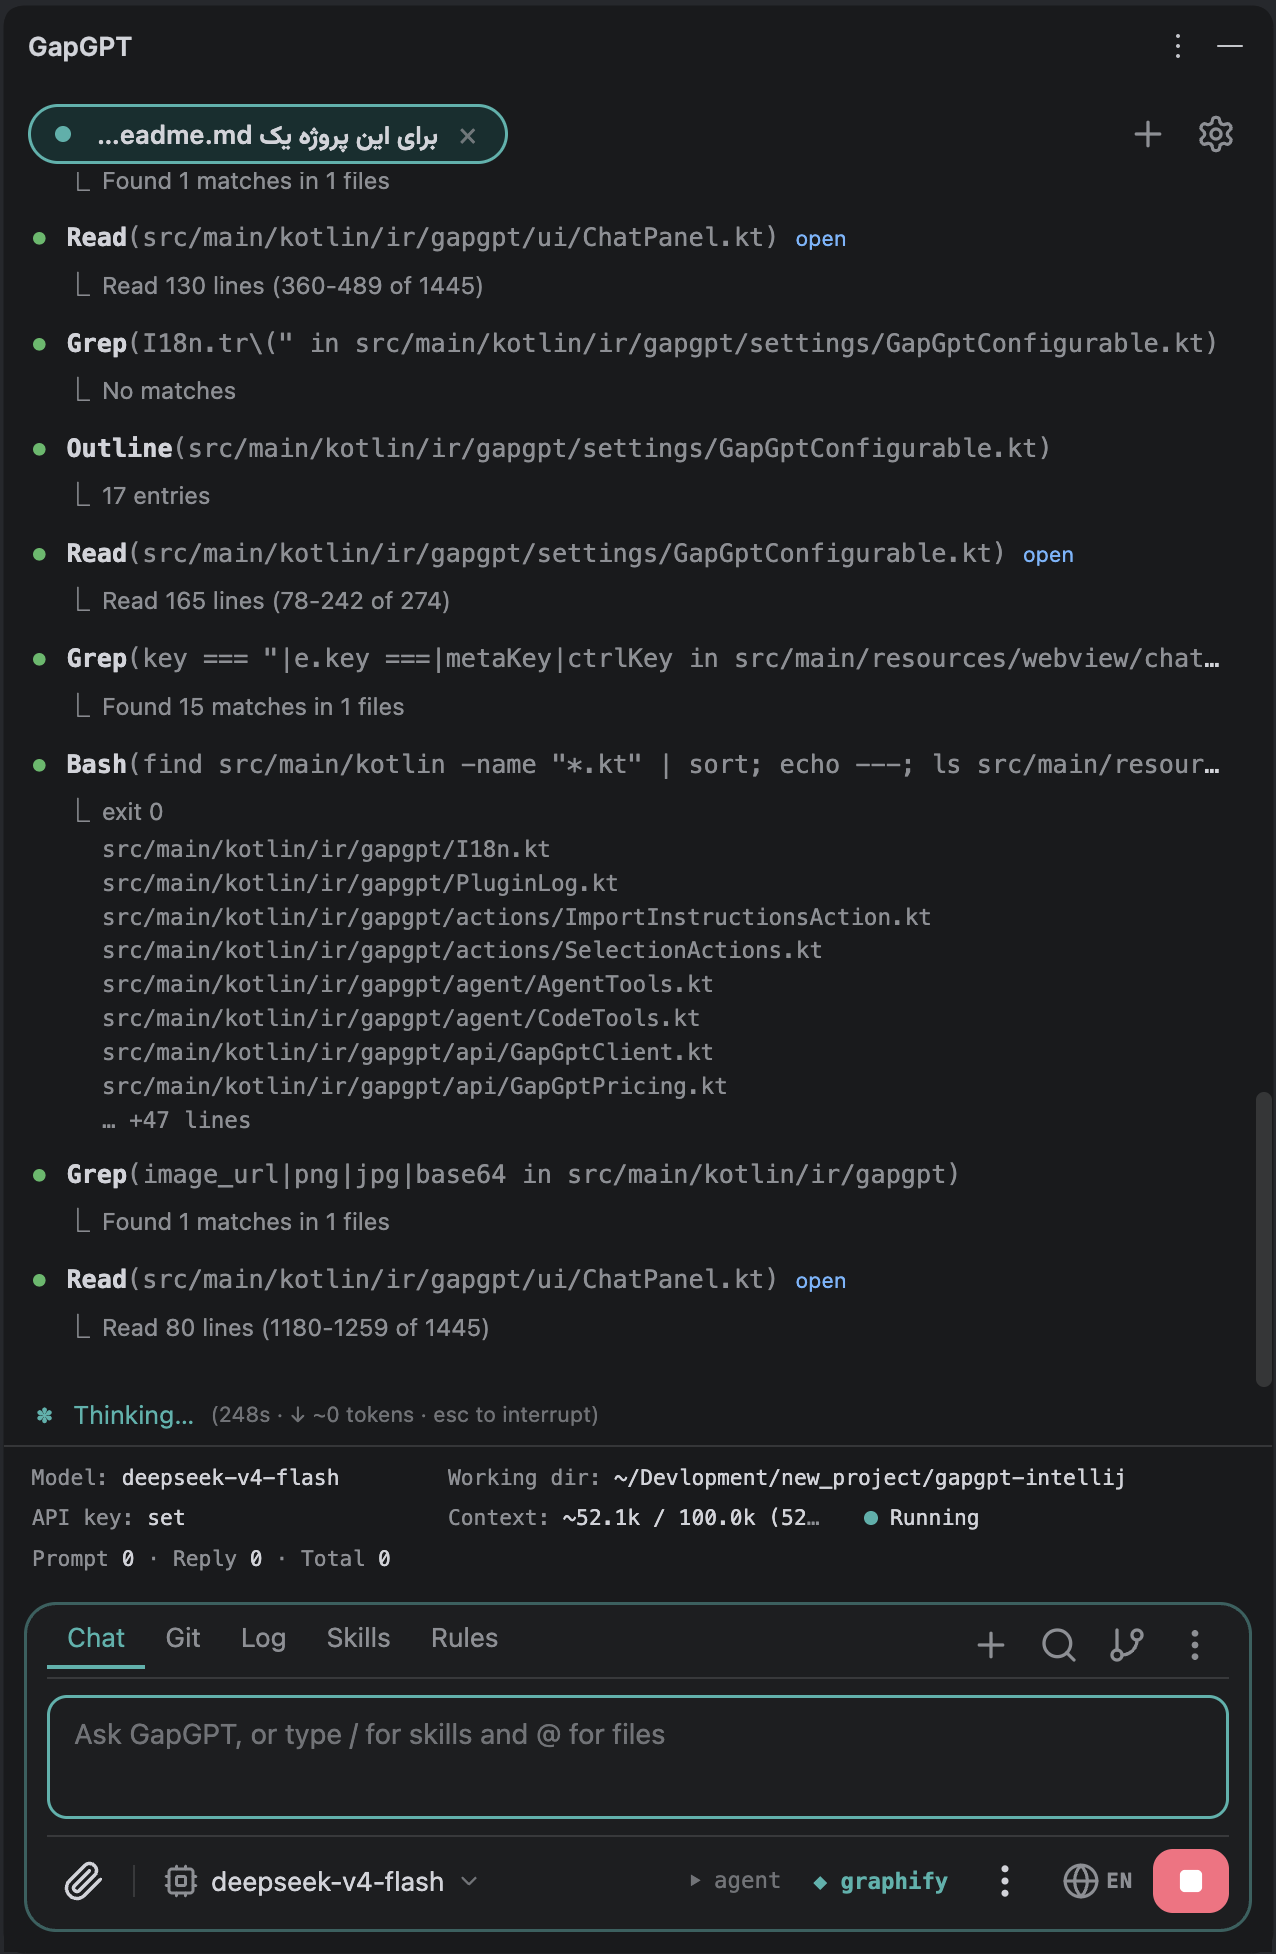 GapGPT
برای این پروژه یک eadme.md...
Found 1 matches in 1 files
Read(src/main/kotlin/ir/gapgpt/ui/ChatPanel.kt) open
Read 130 lines (360-489 of 1445)
Grep(I18n.tr\(" in src/main/kotlin/ir/gapgpt/settings/GapGptConfigurable.kt)
No matches
Outline(src/main/kotlin/ir/gapgpt/settings/GapGptConfigurable.kt)
17 entries
Read(src/main/kotlin/ir/gapgpt/settings/GapGptConfigurable.kt) open
Read 165 lines (78-242 of 274)
Grep(key === "|e.key ===|metaKey|ctrlKey in src/main/resources/webview/chat…
Found 15 matches in 1 files
Bash(find src/main/kotlin -name "*.kt" | sort; echo ---; ls src/main/resour…
exit 0
src/main/kotlin/ir/gapgpt/I18n.kt
src/main/kotlin/ir/gapgpt/PluginLog.kt
src/main/kotlin/ir/gapgpt/actions/ImportInstructionsAction.kt
src/main/kotlin/ir/gapgpt/actions/SelectionActions.kt
src/main/kotlin/ir/gapgpt/agent/AgentTools.kt
src/main/kotlin/ir/gapgpt/agent/CodeTools.kt
src/main/kotlin/ir/gapgpt/api/GapGptClient.kt
src/main/kotlin/ir/gapgpt/api/GapGptPricing.kt
… +47 lines
Grep(image_url|png|jpg|base64 in src/main/kotlin/ir/gapgpt)
Found 1 matches in 1 files
Read(src/main/kotlin/ir/gapgpt/ui/ChatPanel.kt) open
Read 80 lines (1180-1259 of 1445)
Thinking... (248s · ↓ ~0 tokens · esc to interrupt)
Model: deepseek-v4-flash Working dir: ~/Devlopment/new_project/gapgpt-intellij
API key: set Context: ~52.1k / 100.0k (52… Running
Prompt 0 · Reply 0 · Total 0
Chat Git Log Skills Rules
Ask GapGPT, or type / for skills and @ for files
deepseek-v4-flash agent graphify EN